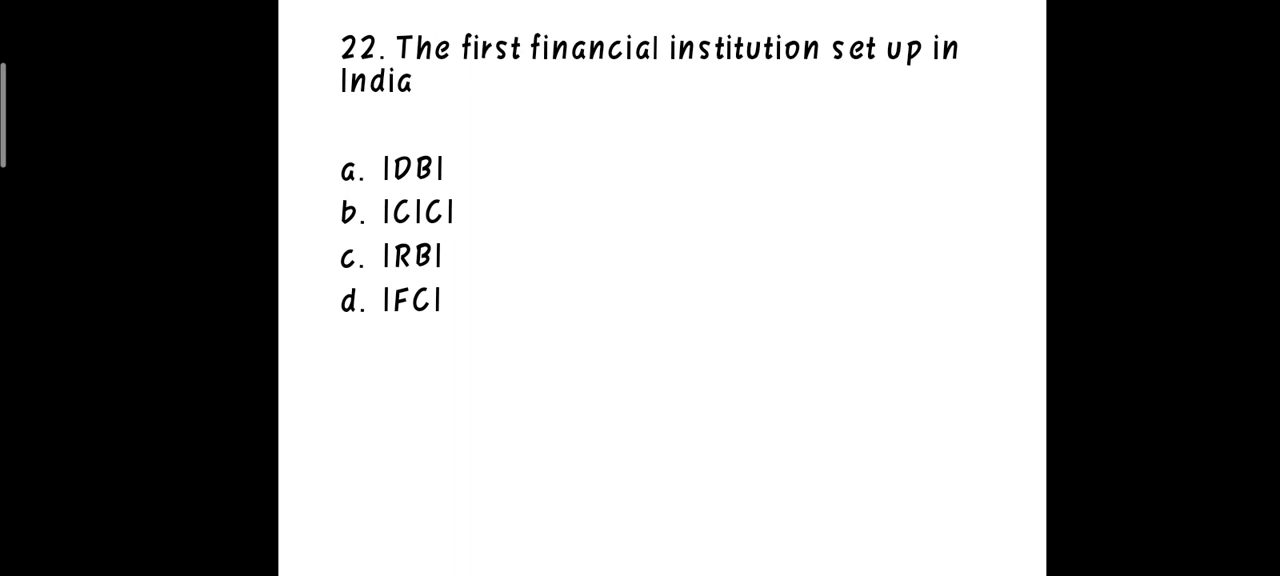 22. The first financial institution set up in
India
a. IDBI
b. ICICI
c. IRBI
d. IFCI